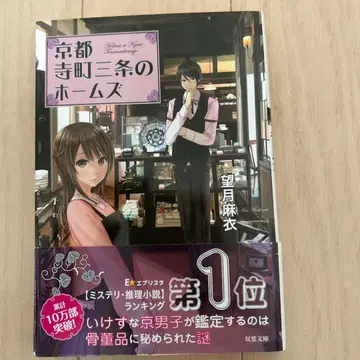 京都
寺町三条の
ホームズ
Holmes at Kyoto
Teramachisanjo
望月麻衣
E★エブリスタ
【ミステリ・推理小説】
ランキング
第1位
累計
10万部
突破!
いけずな京男子が鑑定するのは
骨董品に秘められた謎
双葉文庫